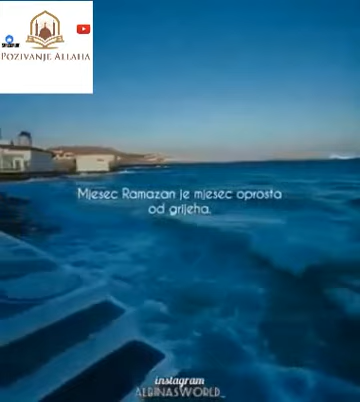 POZIVANJE ALLAHA
Mjesec Ramazan je mjesec oprosta
od grijeha.
instagram
ALBINASWORLD_